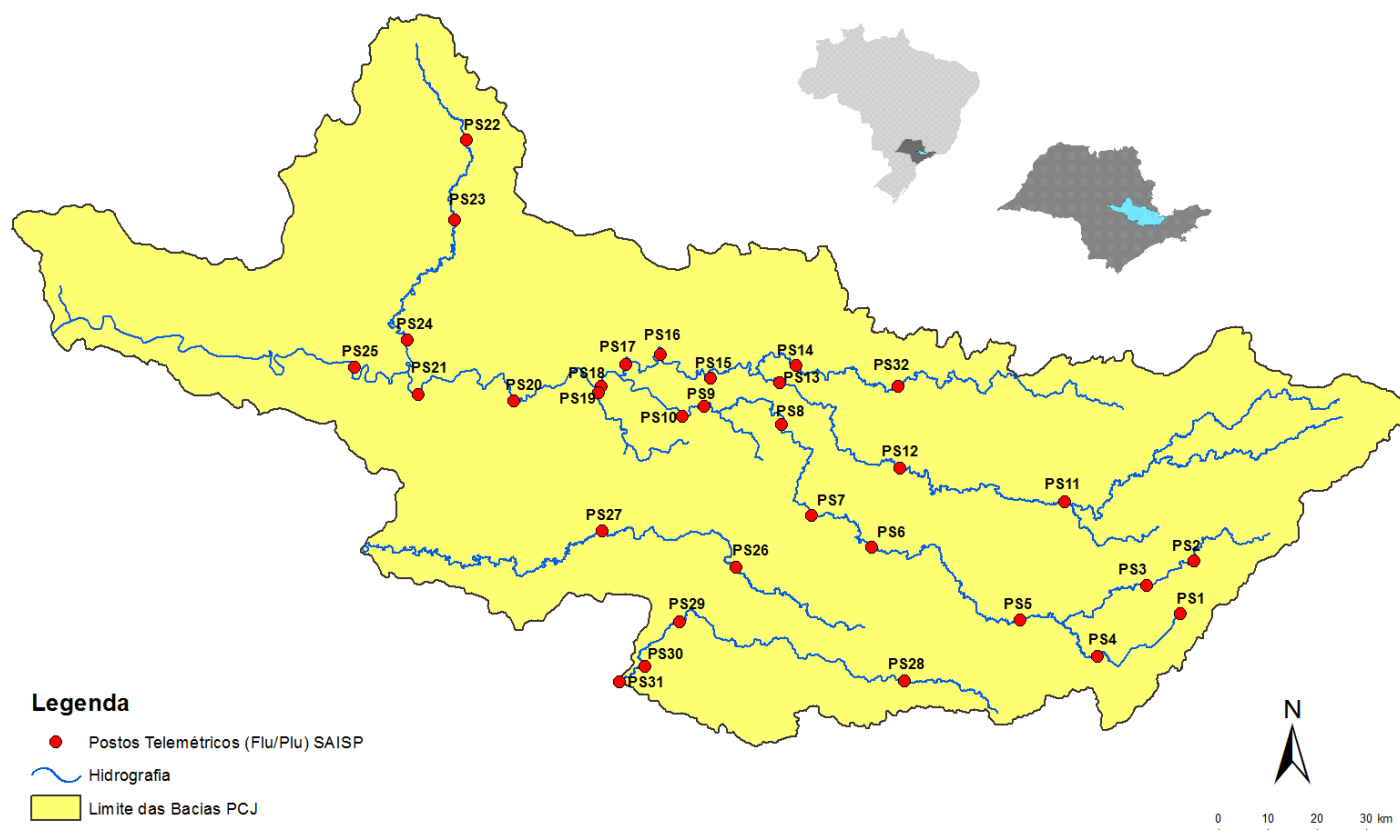 PS22
PS23
PS24
PS25
PS21
PS20
PS17
PS16
PS18
PS19
PS15
PS14
PS13
PS32
PS9
PS10
PS8
PS12
PS11
PS7
PS6
PS27
PS26
PS2
PS3
PS1
PS5
PS4
PS29
PS30
PS31
PS28
Legenda
Postos Telemétricos (Flu/Plu) SAISP
Hidrografia
Limite das Bacias PCJ
N
0 10 20 30 km